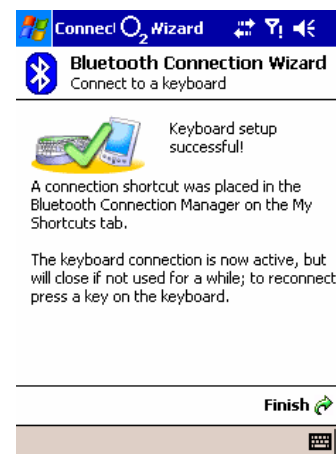 Connect O2 Wizard
Bluetooth Connection Wizard
Connect to a keyboard
Keyboard setup
successful!
A connection shortcut was placed in the
Bluetooth Connection Manager on the My
Shortcuts tab.
The keyboard connection is now active, but
will close if not used for a while; to reconnect
press a key on the keyboard.
Finish